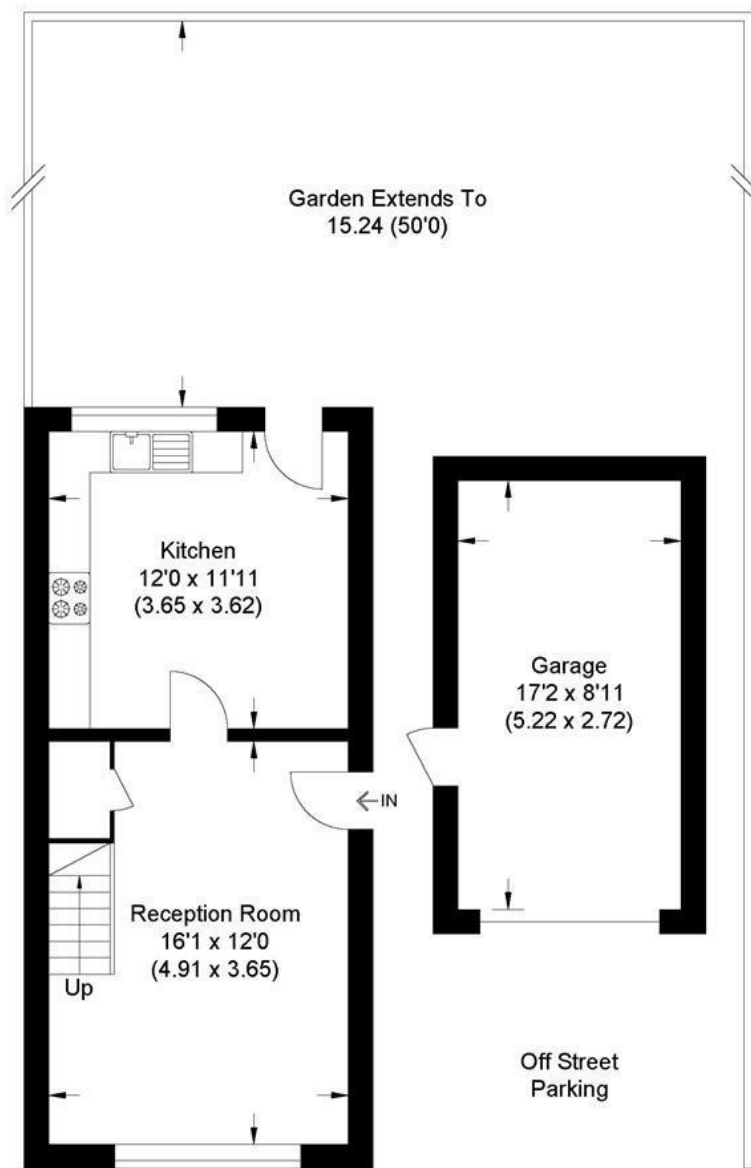 Garden Extends To
15.24 (50'0)
Kitchen
12'0 x 11'11
(3.65 x 3.62)
Garage
17'2 x 8'11
(5.22 x 2.72)
IN
Reception Room
16'1 x 12'0
(4.91 x 3.65)
Up
Off Street
Parking